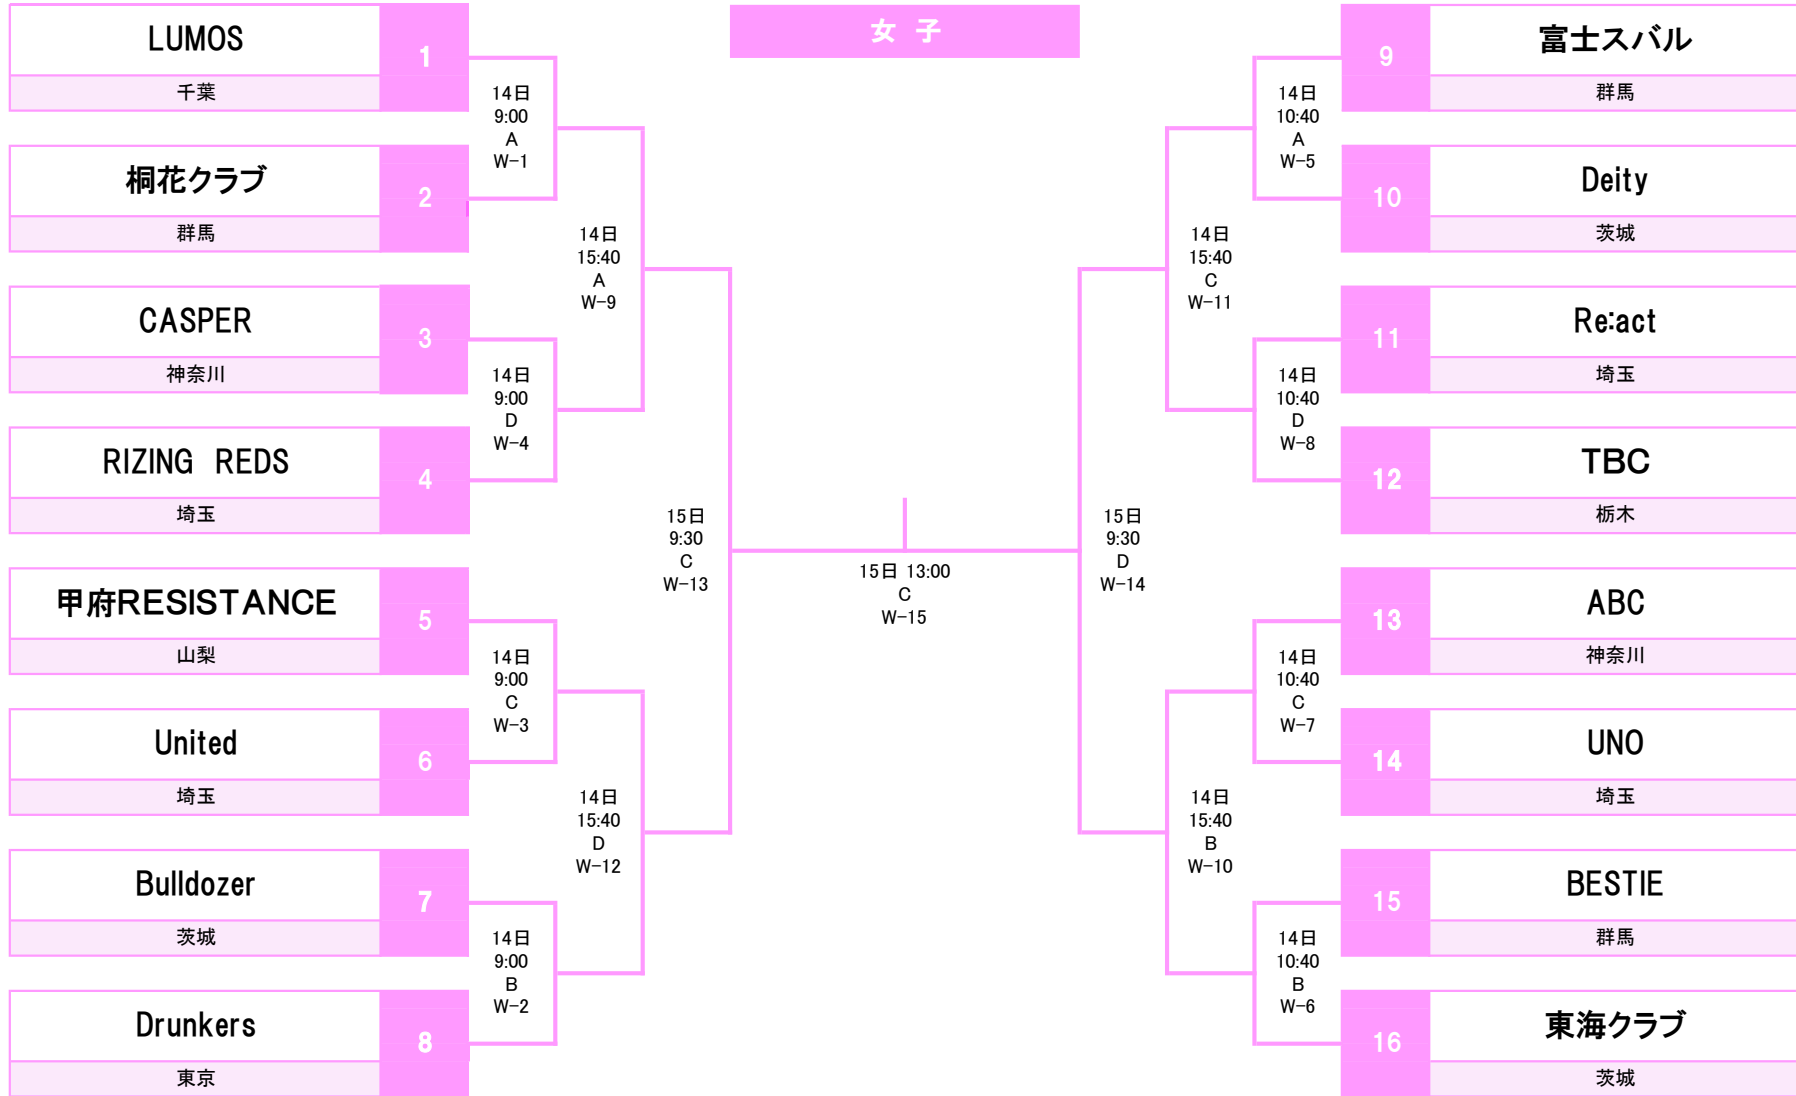 女 子
LUMOS
1
千葉
14日
9:00
A
W-1
桐花クラブ
2
群馬
14日
15:40
A
W-9
CASPER
3
神奈川
14日
9:00
D
W-4
RIZING REDS
4
埼玉
15日
9:30
C
W-13
甲府RESISTANCE
5
山梨
14日
9:00
C
W-3
United
6
埼玉
14日
15:40
D
W-12
Bulldozer
7
茨城
14日
9:00
B
W-2
Drunkers
8
東京
15日 13:00
C
W-15
9
富士スバル
群馬
14日
10:40
A
W-5
10
Deity
茨城
14日
15:40
C
W-11
11
Re:act
埼玉
14日
10:40
D
W-8
12
TBC
栃木
15日
9:30
D
W-14
13
ABC
神奈川
14日
10:40
C
W-7
14
UNO
埼玉
14日
15:40
B
W-10
15
BESTIE
群馬
14日
10:40
B
W-6
16
東海クラブ
茨城